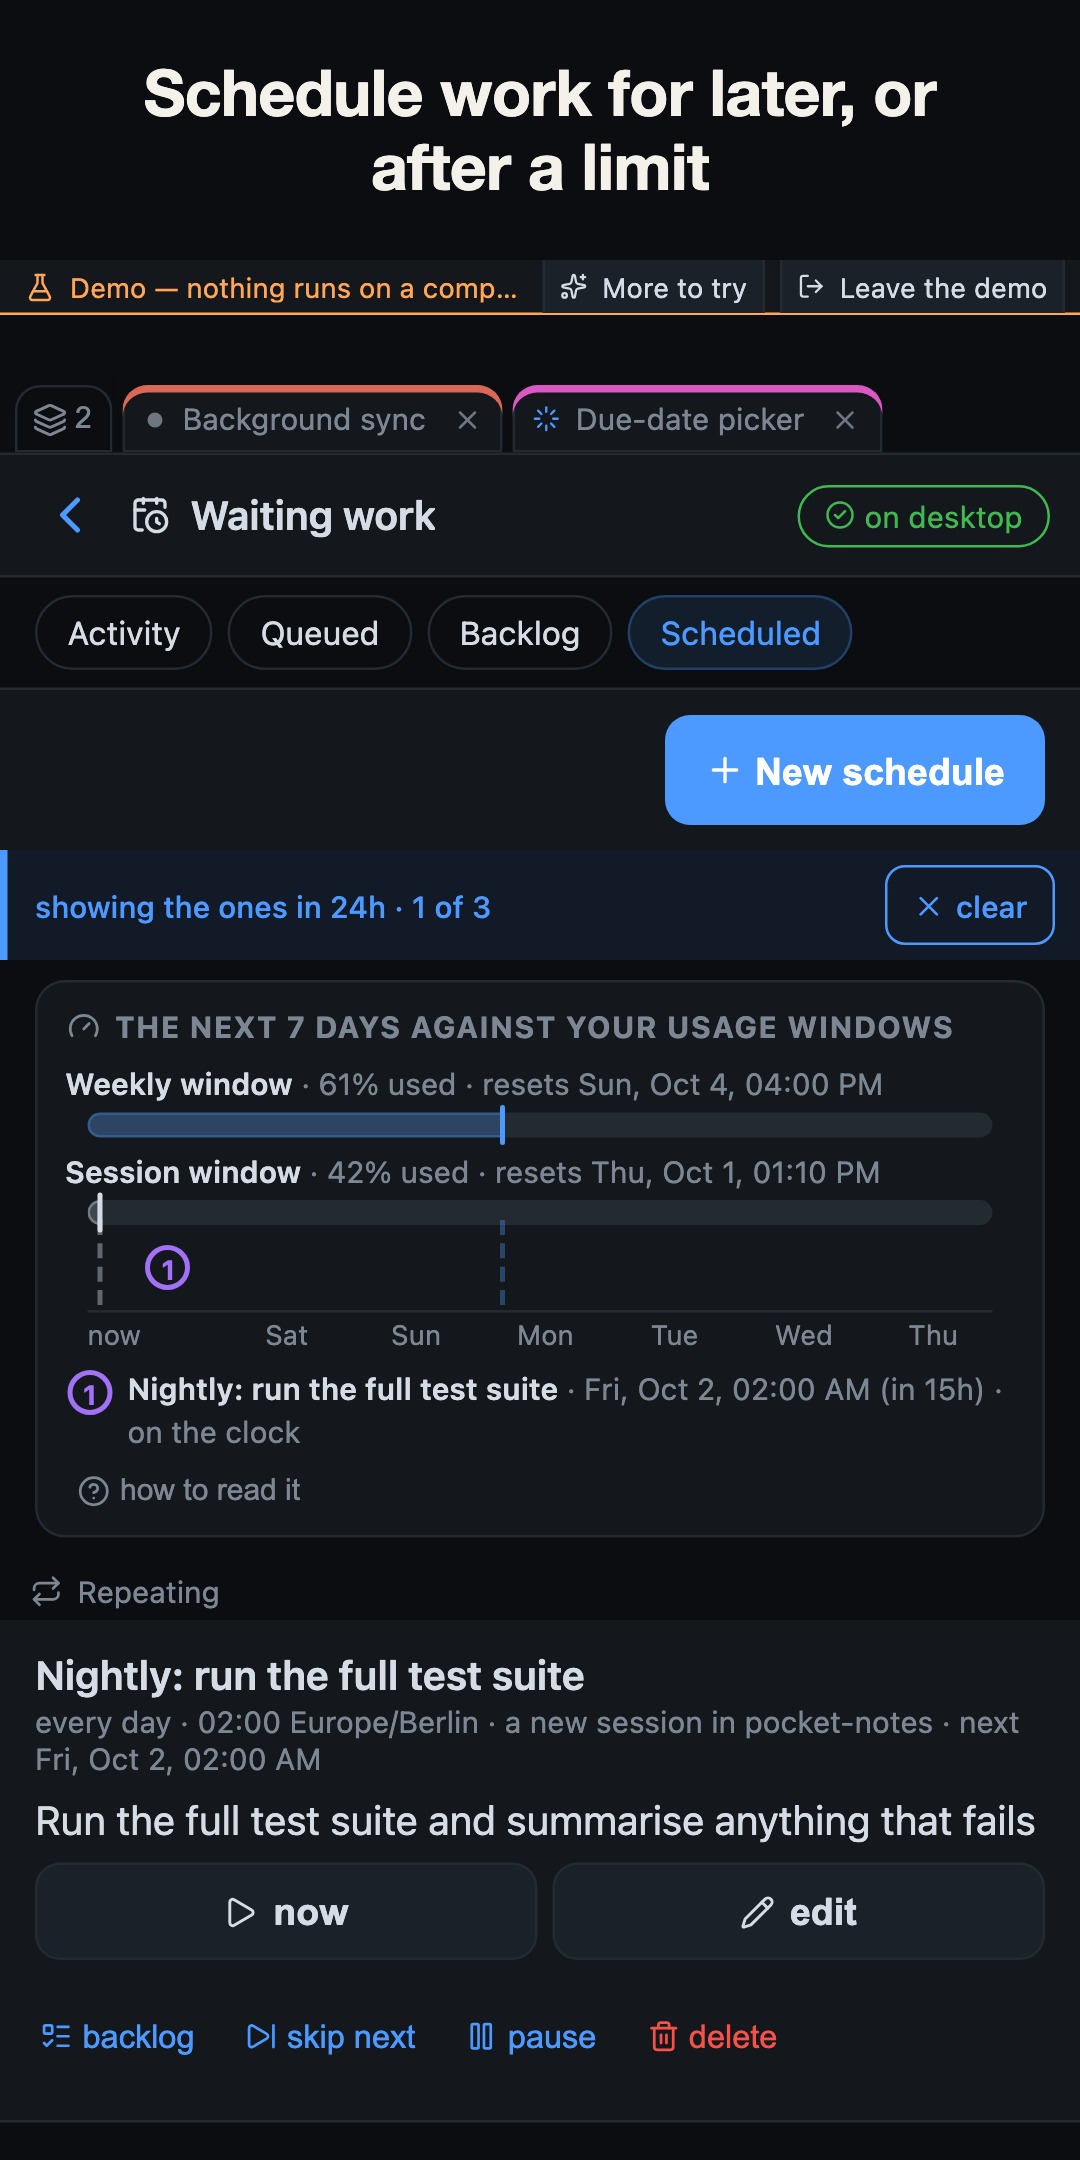 Schedule work for later, or
after a limit
Demo — nothing runs on a comp...
More to try
Leave the demo
2
Background sync
Due-date picker
Waiting work
on desktop
Activity
Queued
Backlog
Scheduled
+ New schedule
showing the ones in 24h · 1 of 3
clear
THE NEXT 7 DAYS AGAINST YOUR USAGE WINDOWS
Weekly window · 61% used · resets Sun, Oct 4, 04:00 PM
Session window · 42% used · resets Thu, Oct 1, 01:10 PM
1
now Sat Sun Mon Tue Wed Thu
1 Nightly: run the full test suite · Fri, Oct 2, 02:00 AM (in 15h) ·
on the clock
how to read it
Repeating
Nightly: run the full test suite
every day · 02:00 Europe/Berlin · a new session in pocket-notes · next
Fri, Oct 2, 02:00 AM
Run the full test suite and summarise anything that fails
now
edit
backlog
skip next
pause
delete